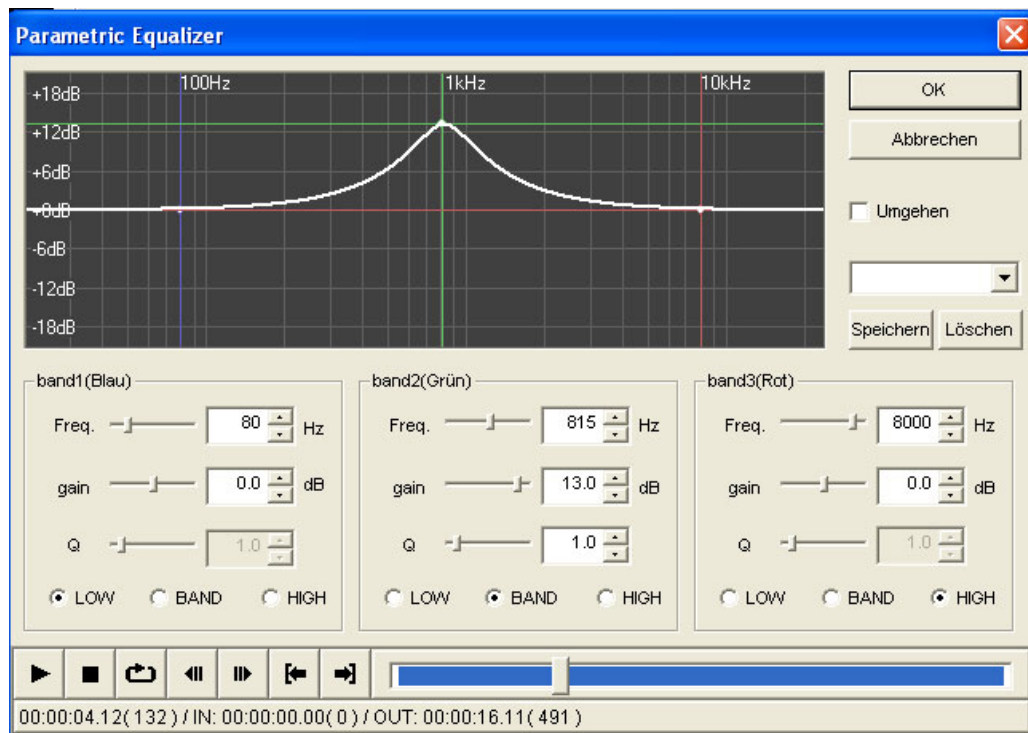 Parametric Equalizer
100Hz 1kHz 10kHz
+18dB
+12dB
+6dB
+0dB
-6dB
-12dB
-18dB
OK
Abbrechen
Umgehen
Speichern Löschen
band1(Blau) band2(Grün) band3(Rot)
Freq. 80 Hz Freq. 815 Hz Freq. 8000 Hz
gain 0.0 dB gain 13.0 dB gain 0.0 dB
Q 1.0 Q 1.0 Q 1.0
LOW BAND HIGH LOW BAND HIGH LOW BAND HIGH
00:00:04.12( 132 ) / IN: 00:00:00.00( 0 ) / OUT: 00:00:16.11( 491 )